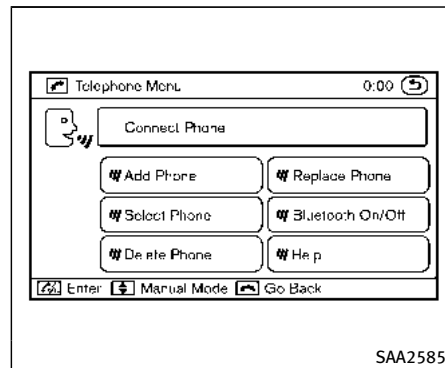 Telephone Menu 0:00
Connect Phone
Add Phone Replace Phone
Select Phone Bluetooth On/Off
Delete Phone Help
Enter Manual Mode Go Back
SAA2585